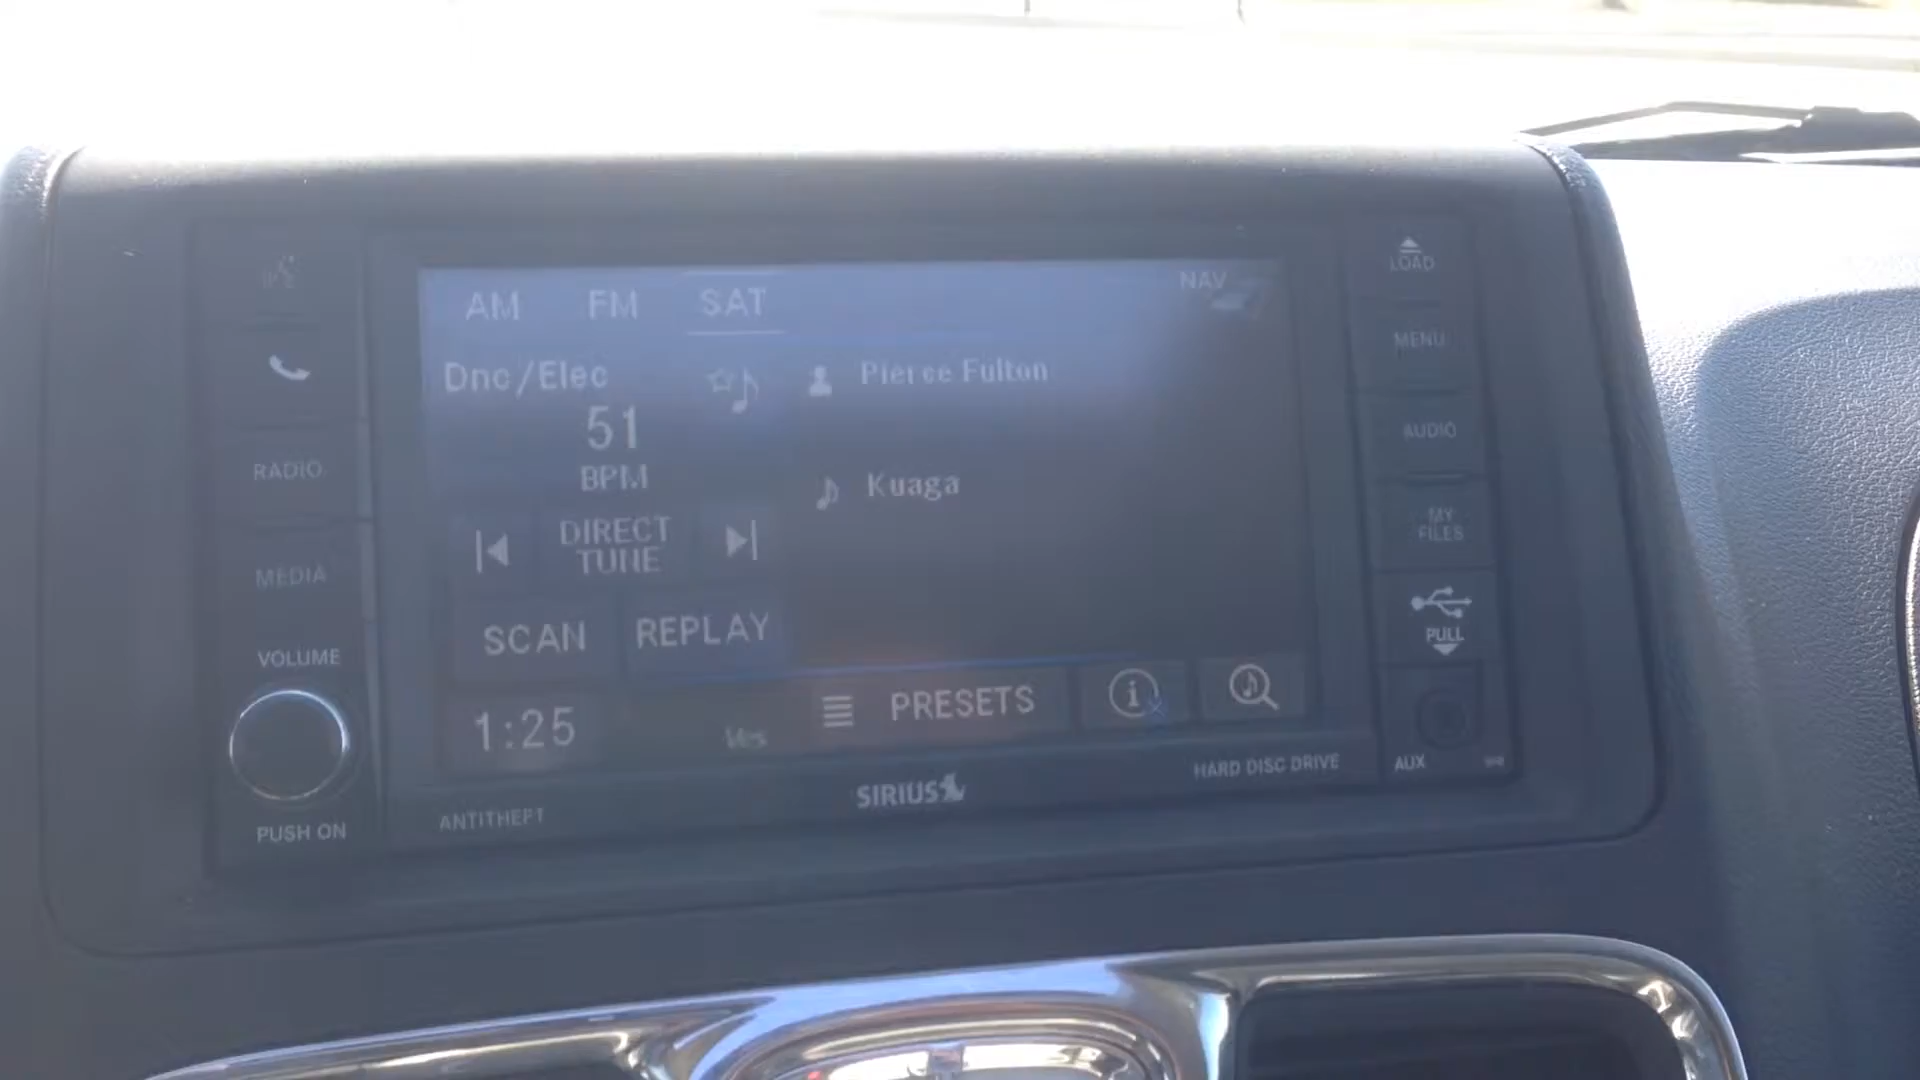 AM FM SAT NAV
Dnc/Elec
51
BPM
DIRECT
TUNE
SCAN REPLAY
1:25
Pierce Fulton
Kuaga
PRESETS
RADIO
MEDIA
VOLUME
PUSH ON
ANTITHEFT
SIRIUS
HARD DISC DRIVE
LOAD
MENU
AUDIO
MY
FILES
PULL
AUX